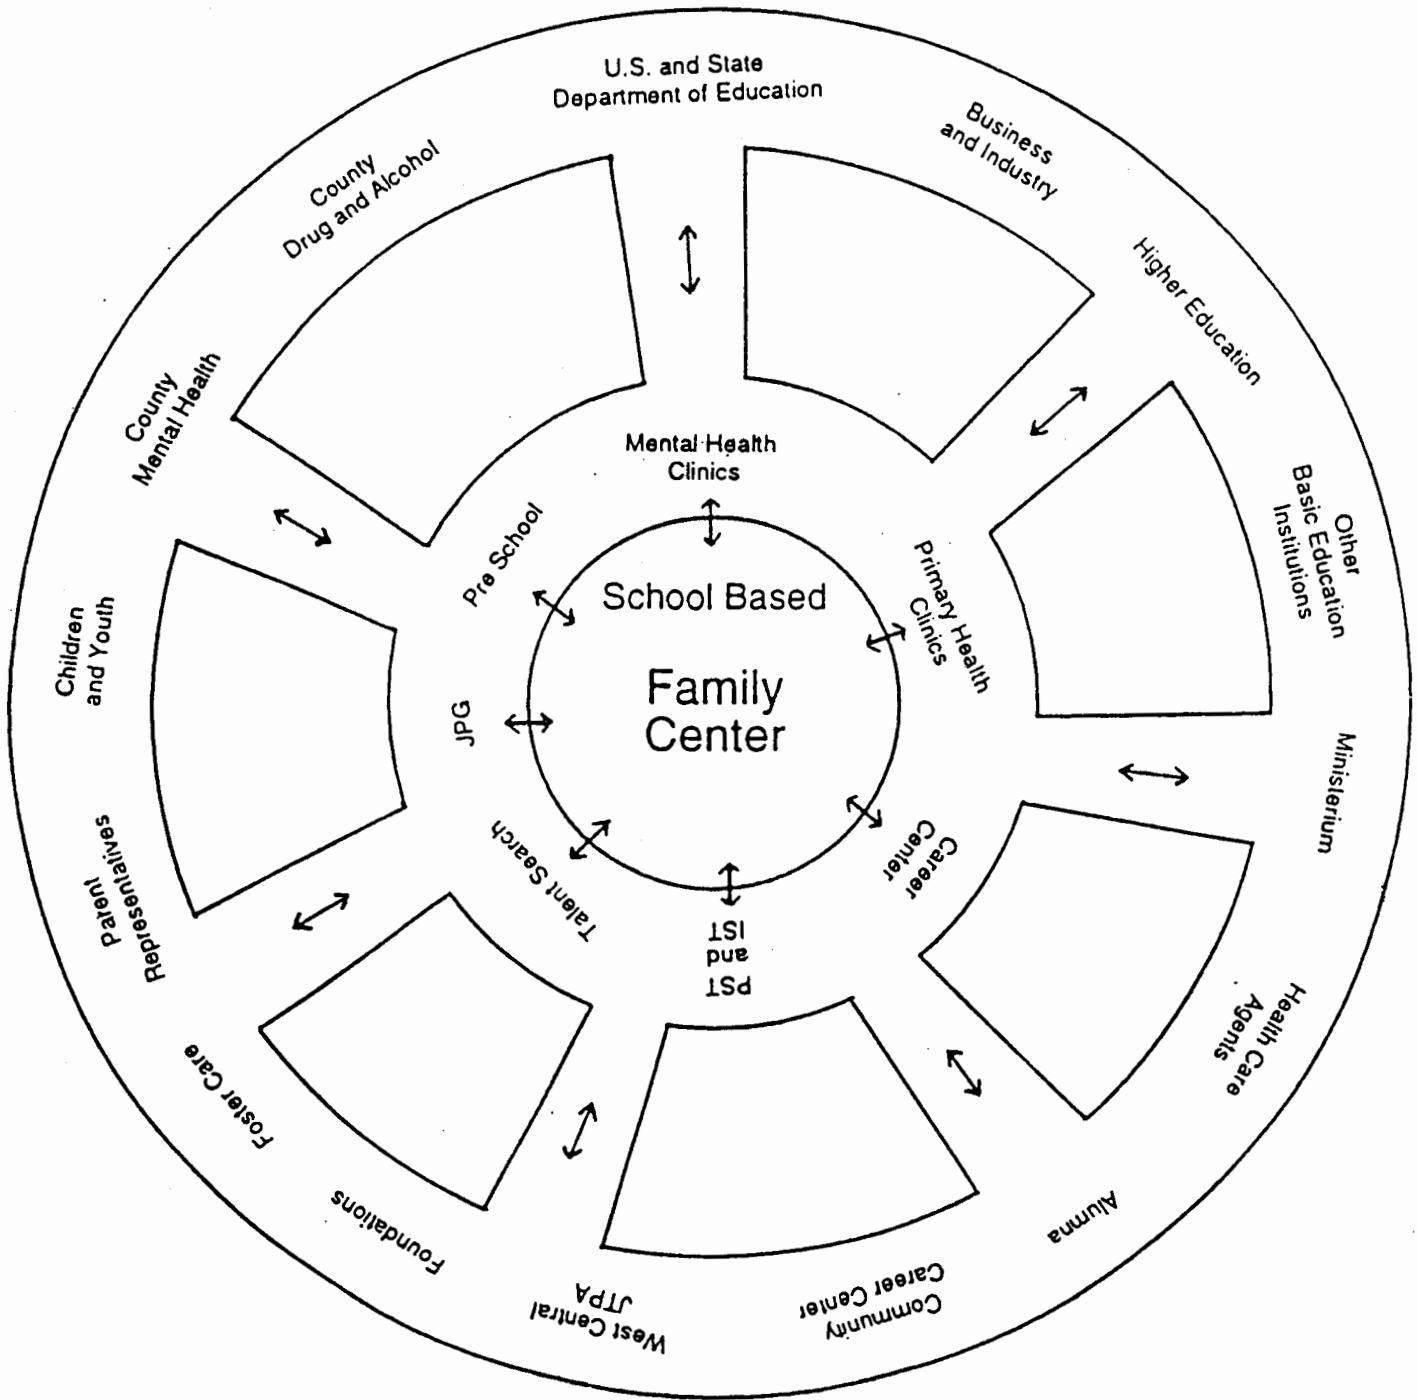 U.S. and State
Department of Education
Business
and Industry
Higher Education
Other
Basic Education
Institutions
Ministerium
Health Care
Agents
Alumna
Community
Career Center
West Central
JTPA
Foundations
Foster Care
Parent
Representatives
Children
and Youth
County
Mental Health
County
Drug and Alcohol
Mental Health
Clinics
Primary Health
Clinics
Career
Center
PST
and
IST
Talent Search
JPG
Pre School
School Based
Family
Center